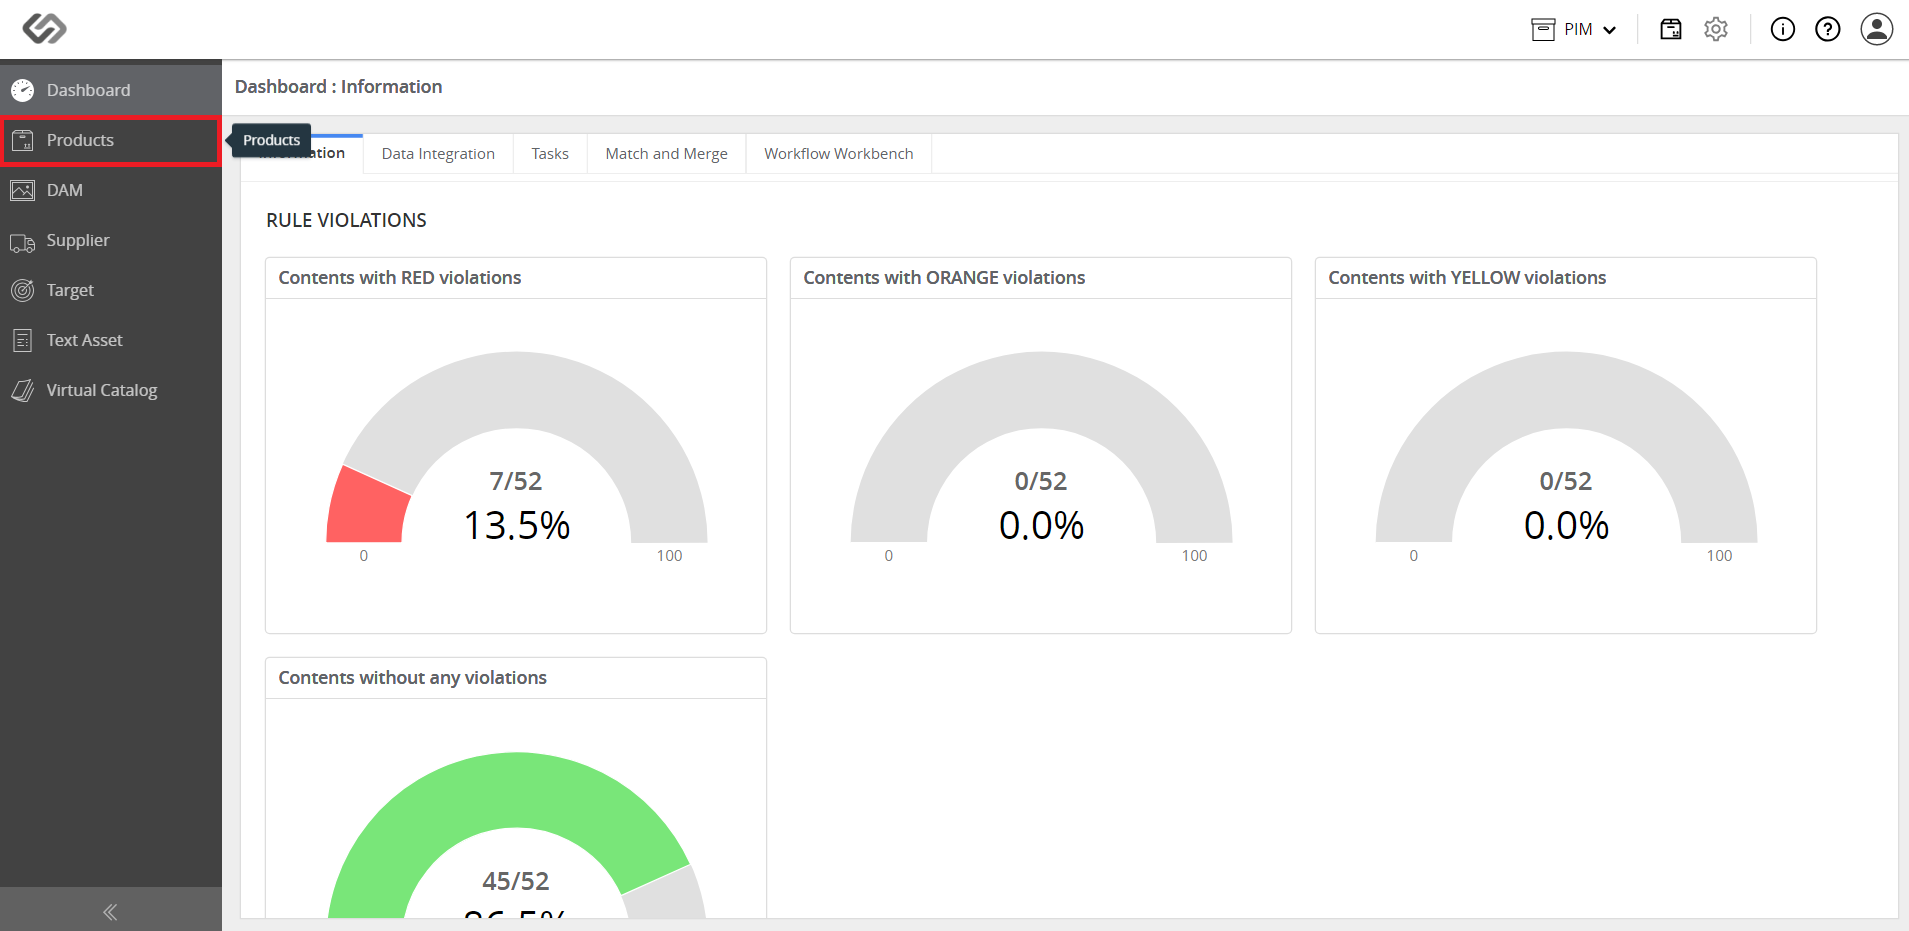 PIM
Dashboard
Products
DAM
Supplier
Target
Text Asset
Virtual Catalog
Dashboard : Information
Products
Data Integration
Tasks
Match and Merge
Workflow Workbench
RULE VIOLATIONS
Contents with RED violations
7/52
13.5%
0 100
Contents with ORANGE violations
0/52
0.0%
0 100
Contents with YELLOW violations
0/52
0.0%
0 100
Contents without any violations
45/52
86.5%